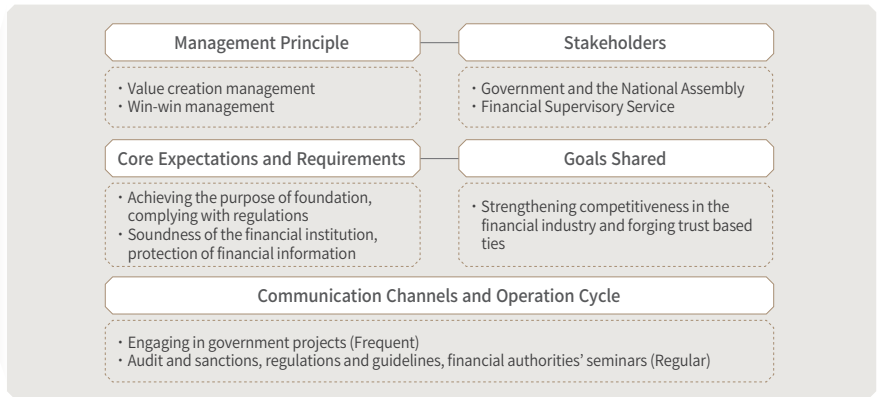 Management Principle
Stakeholders
・Value creation management
・Win-win management
・Government and the National Assembly
・Financial Supervisory Service
Core Expectations and Requirements
Goals Shared
・Achieving the purpose of foundation,
complying with regulations
・Soundness of the financial institution,
protection of financial information
・Strengthening competitiveness in the
financial industry and forging trust based
ties
Communication Channels and Operation Cycle
・Engaging in government projects (Frequent)
・Audit and sanctions, regulations and guidelines, financial authorities’ seminars (Regular)